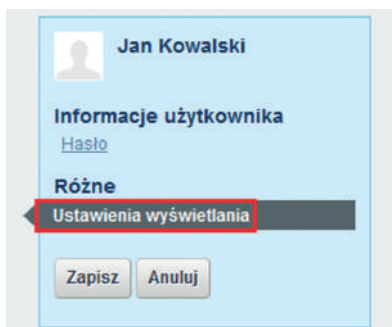 Jan Kowalski
Informacje użytkownika
Hasło
Różne
Ustawienia wyświetlania
Zapisz Anuluj